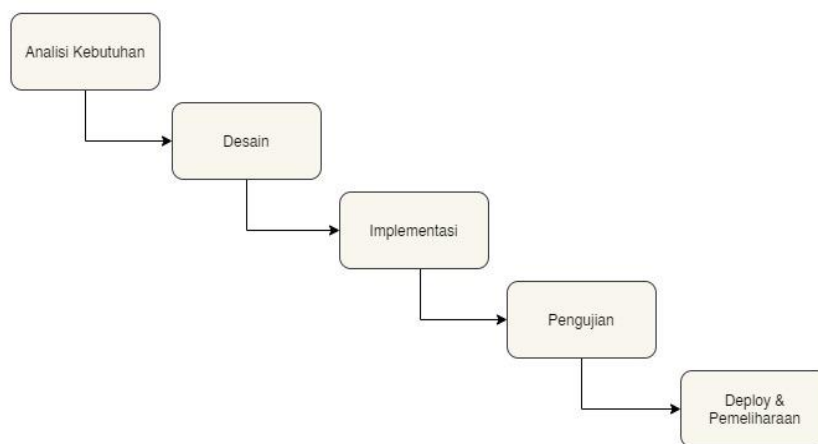 Analisi Kebutuhan
Desain
Implementasi
Pengujian
Deploy &
Pemeliharaan